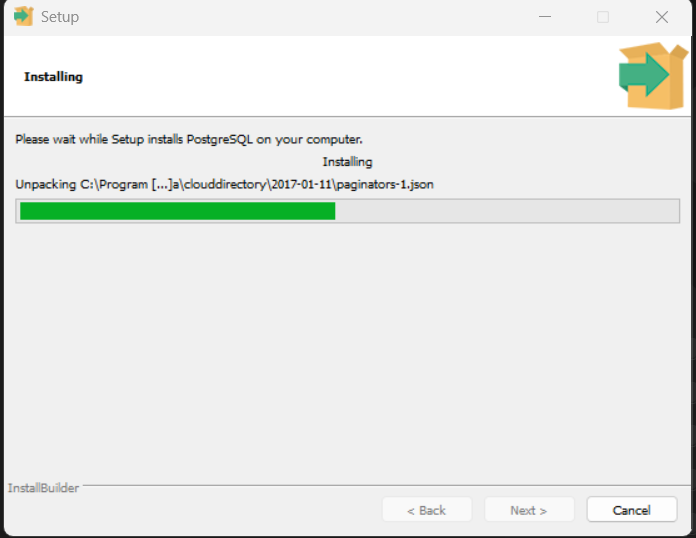 Setup
Installing
Please wait while Setup installs PostgreSQL on your computer.
Installing
Unpacking C:\Program [...]a\clouddirectory\2017-01-11\paginators-1.json
InstallBuilder
< Back
Next >
Cancel